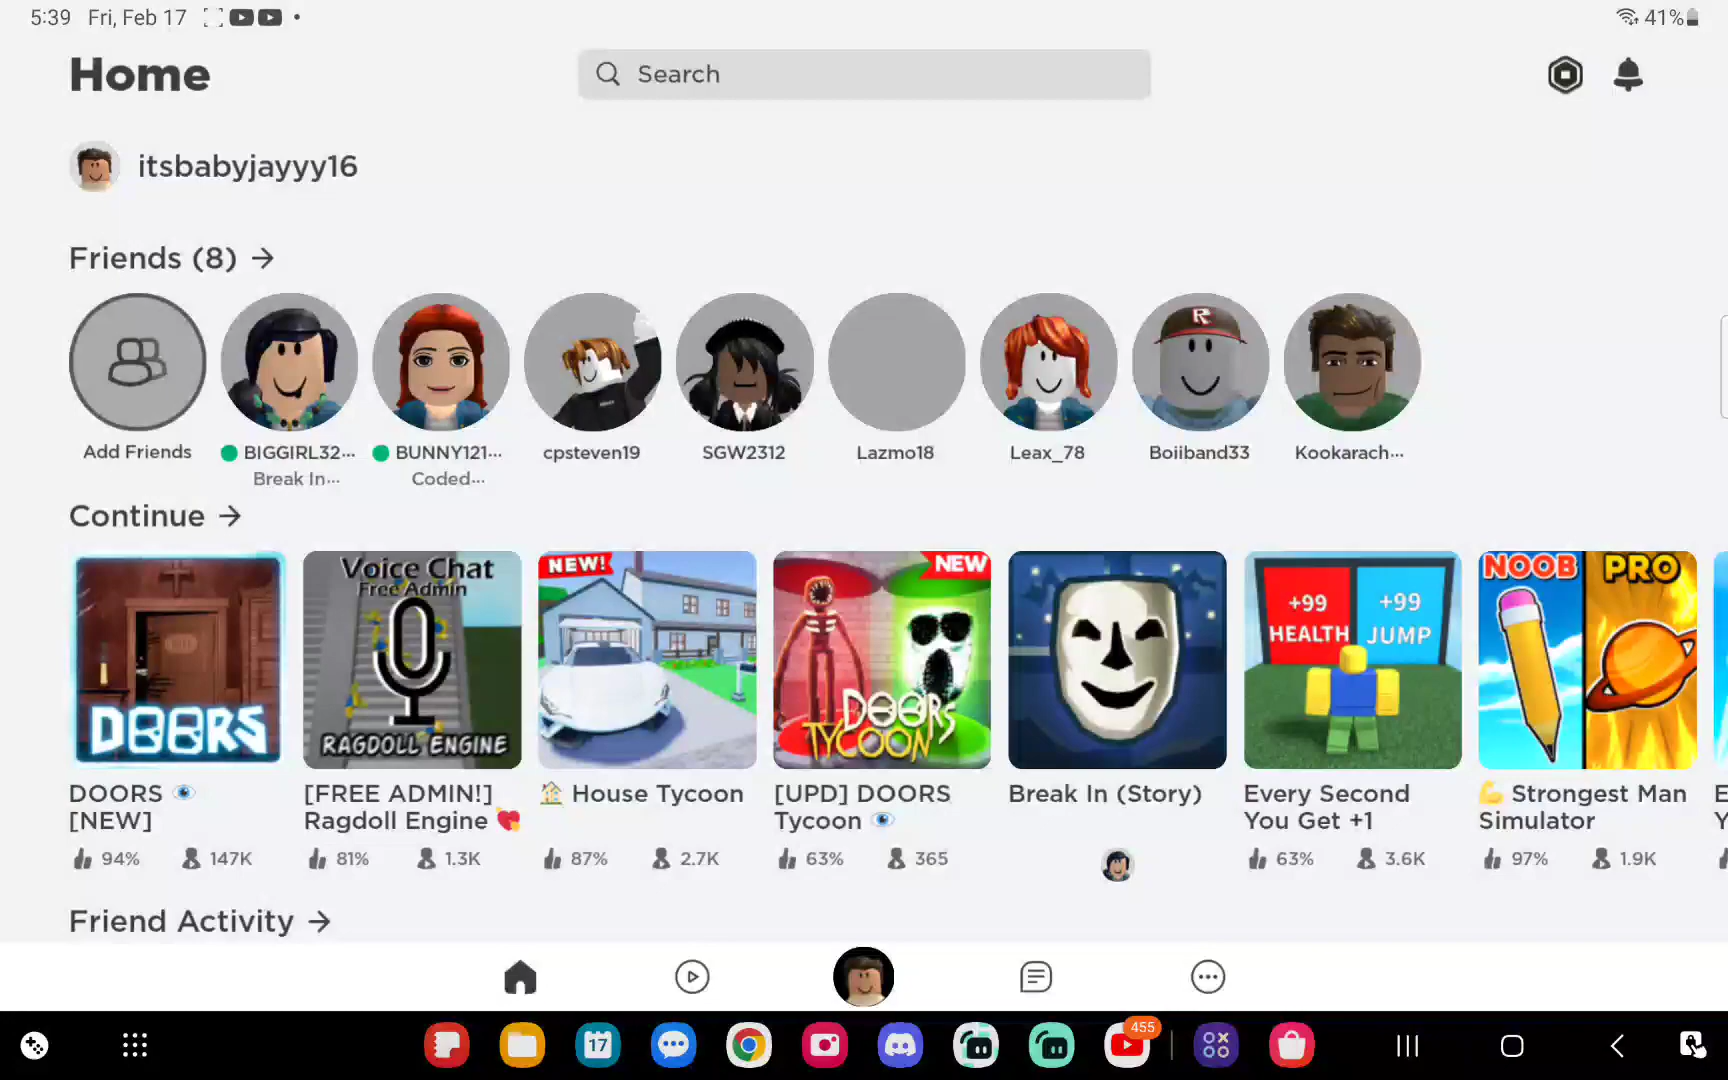 5:39 Fri, Feb 17
41%
Home
Search
itsbabyjayyy16
Friends (8) →
Add Friends
BIGGIRL32...
BUNNY121...
cpsteven19
SGW2312
Lazmo18
Leax_78
Boiiband33
Kookarach...
Break In...
Coded...
Continue →
DOORS
Voice Chat
Free Admin
RAGDOLL ENGINE
NEW!
NEW
DOORS
TYCOON
+99
HEALTH
+99
JUMP
NOOB
PRO
DOORS 👁️
[NEW]
[FREE ADMIN!]
Ragdoll Engine 💘
🏠 House Tycoon
[UPD] DOORS
Tycoon 👁️
Break In (Story)
Every Second
You Get +1
💪 Strongest Man
Simulator
94% 147K
81% 1.3K
87% 2.7K
63% 365
63% 3.6K
97% 1.9K
Friend Activity →
17
455